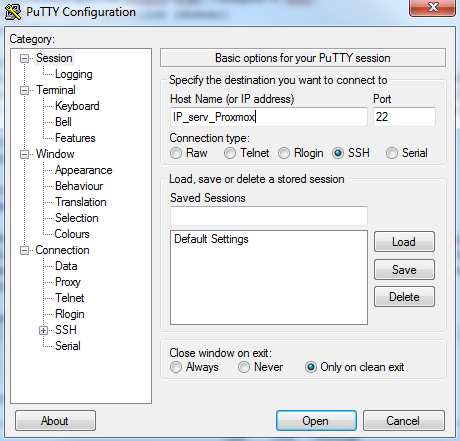 PuTTY Configuration
Category:
Session
Logging
Terminal
Keyboard
Bell
Features
Window
Appearance
Behaviour
Translation
Selection
Colours
Connection
Data
Proxy
Telnet
Rlogin
SSH
Serial
Basic options for your PuTTY session
Specify the destination you want to connect to
Host Name (or IP address) Port
IP_serv_Proxmox 22
Connection type:
Raw Telnet Rlogin SSH Serial
Load, save or delete a stored session
Saved Sessions
Default Settings
Load
Save
Delete
Close window on exit:
Always Never Only on clean exit
About Open Cancel